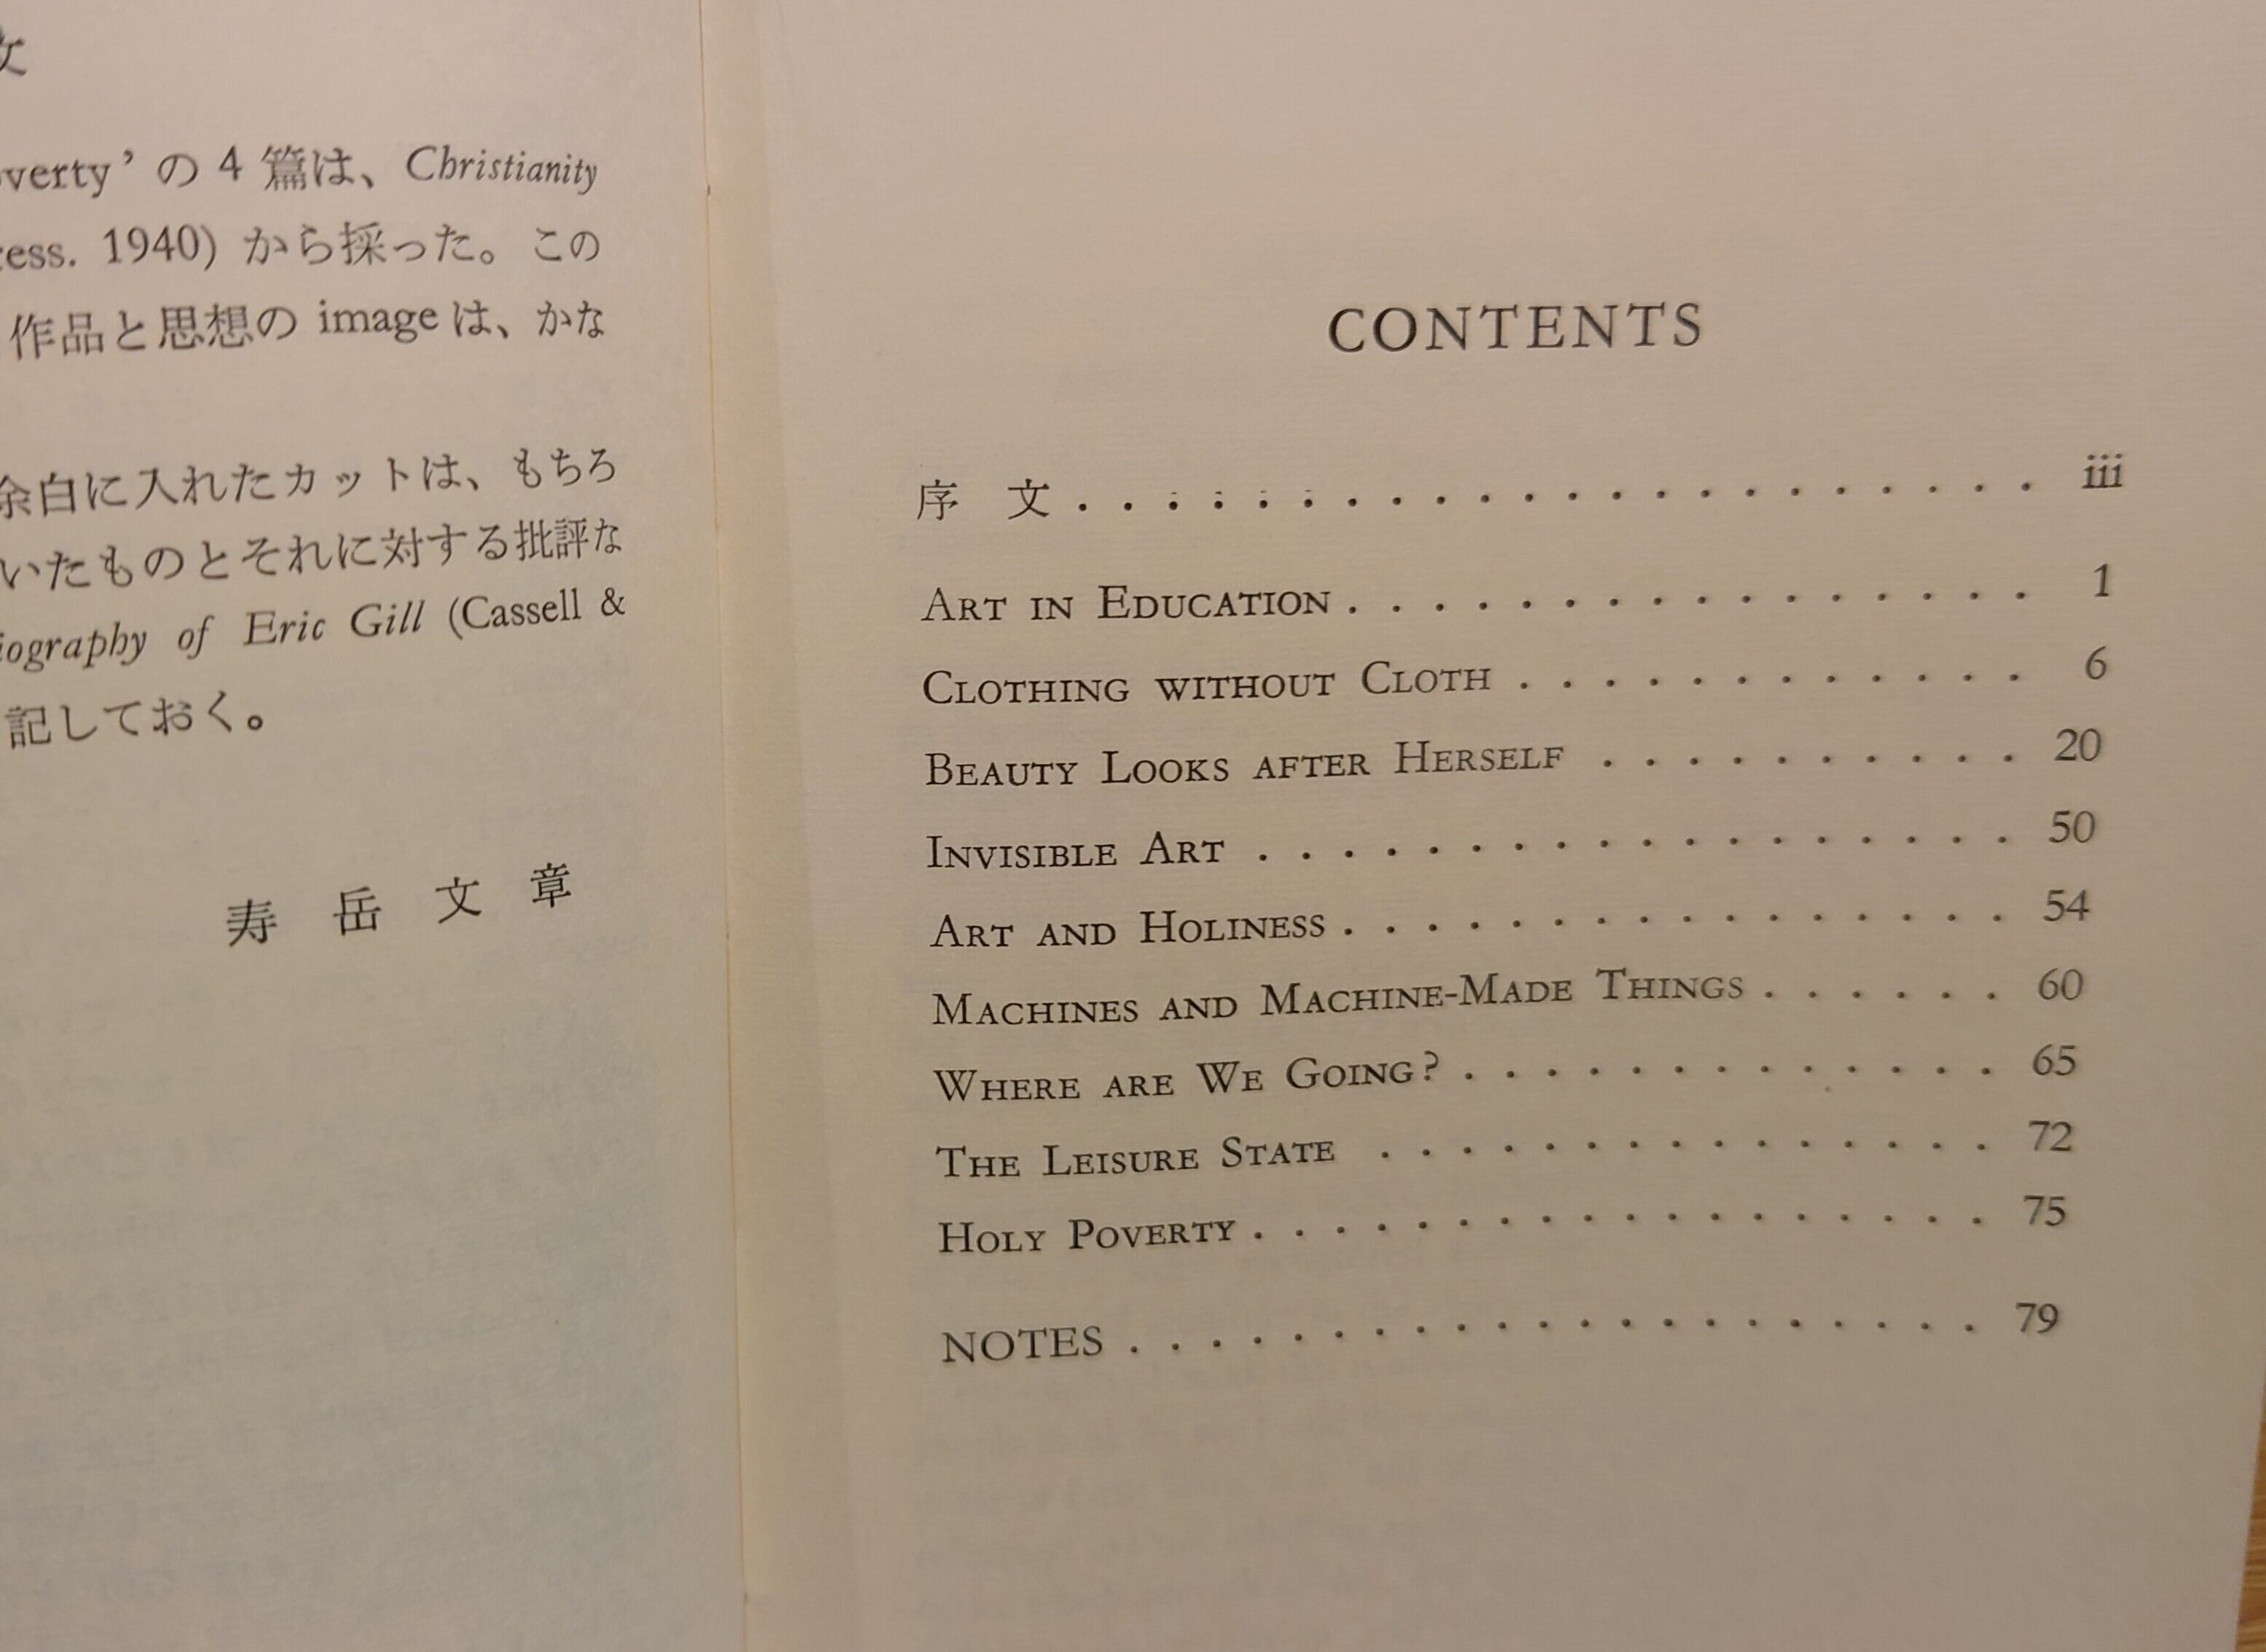 文
overty’ の 4 篇は、Christianity
ress. 1940) から採った。この
作品と思想の image は、かな
余白に入れたカットは、もちろ
いたものとそれに対する批評な
iography of Eric Gill (Cassell &
記しておく。
寿 岳 文 章
CONTENTS
序 文 . . . . . . . . . . . . . . . . . . . . . . . iii
ART IN EDUCATION . . . . . . . . . . . . . . . . . 1
CLOTHING WITHOUT CLOTH . . . . . . . . . . . . 6
BEAUTY LOOKS AFTER HERSELF . . . . . . . . . . 20
INVISIBLE ART . . . . . . . . . . . . . . . . . . 50
ART AND HOLINESS . . . . . . . . . . . . . . . . 54
MACHINES AND MACHINE-MADE THINGS . . . . . . 60
WHERE ARE WE GOING? . . . . . . . . . . . . . 65
THE LEISURE STATE . . . . . . . . . . . . . . . 72
HOLY POVERTY . . . . . . . . . . . . . . . . . . 75
NOTES . . . . . . . . . . . . . . . . . . . . . 79